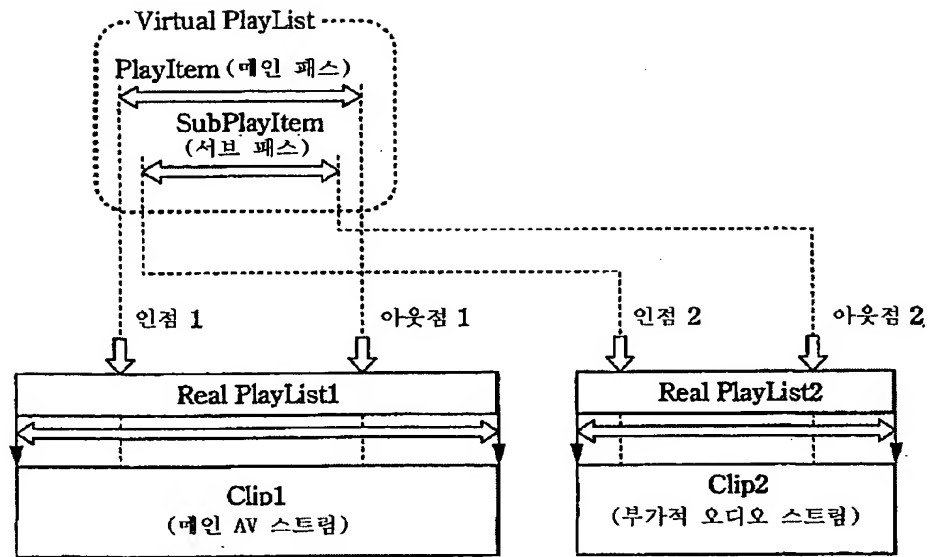 Virtual PlayList
PlayItem (메인 패스)
SubPlayItem
(서브 패스)
인점 1
아웃점 1
인점 2
아웃점 2
Real PlayList1
Real PlayList2
Clip1
(메인 AV 스트림)
Clip2
(부가적 오디오 스트림)